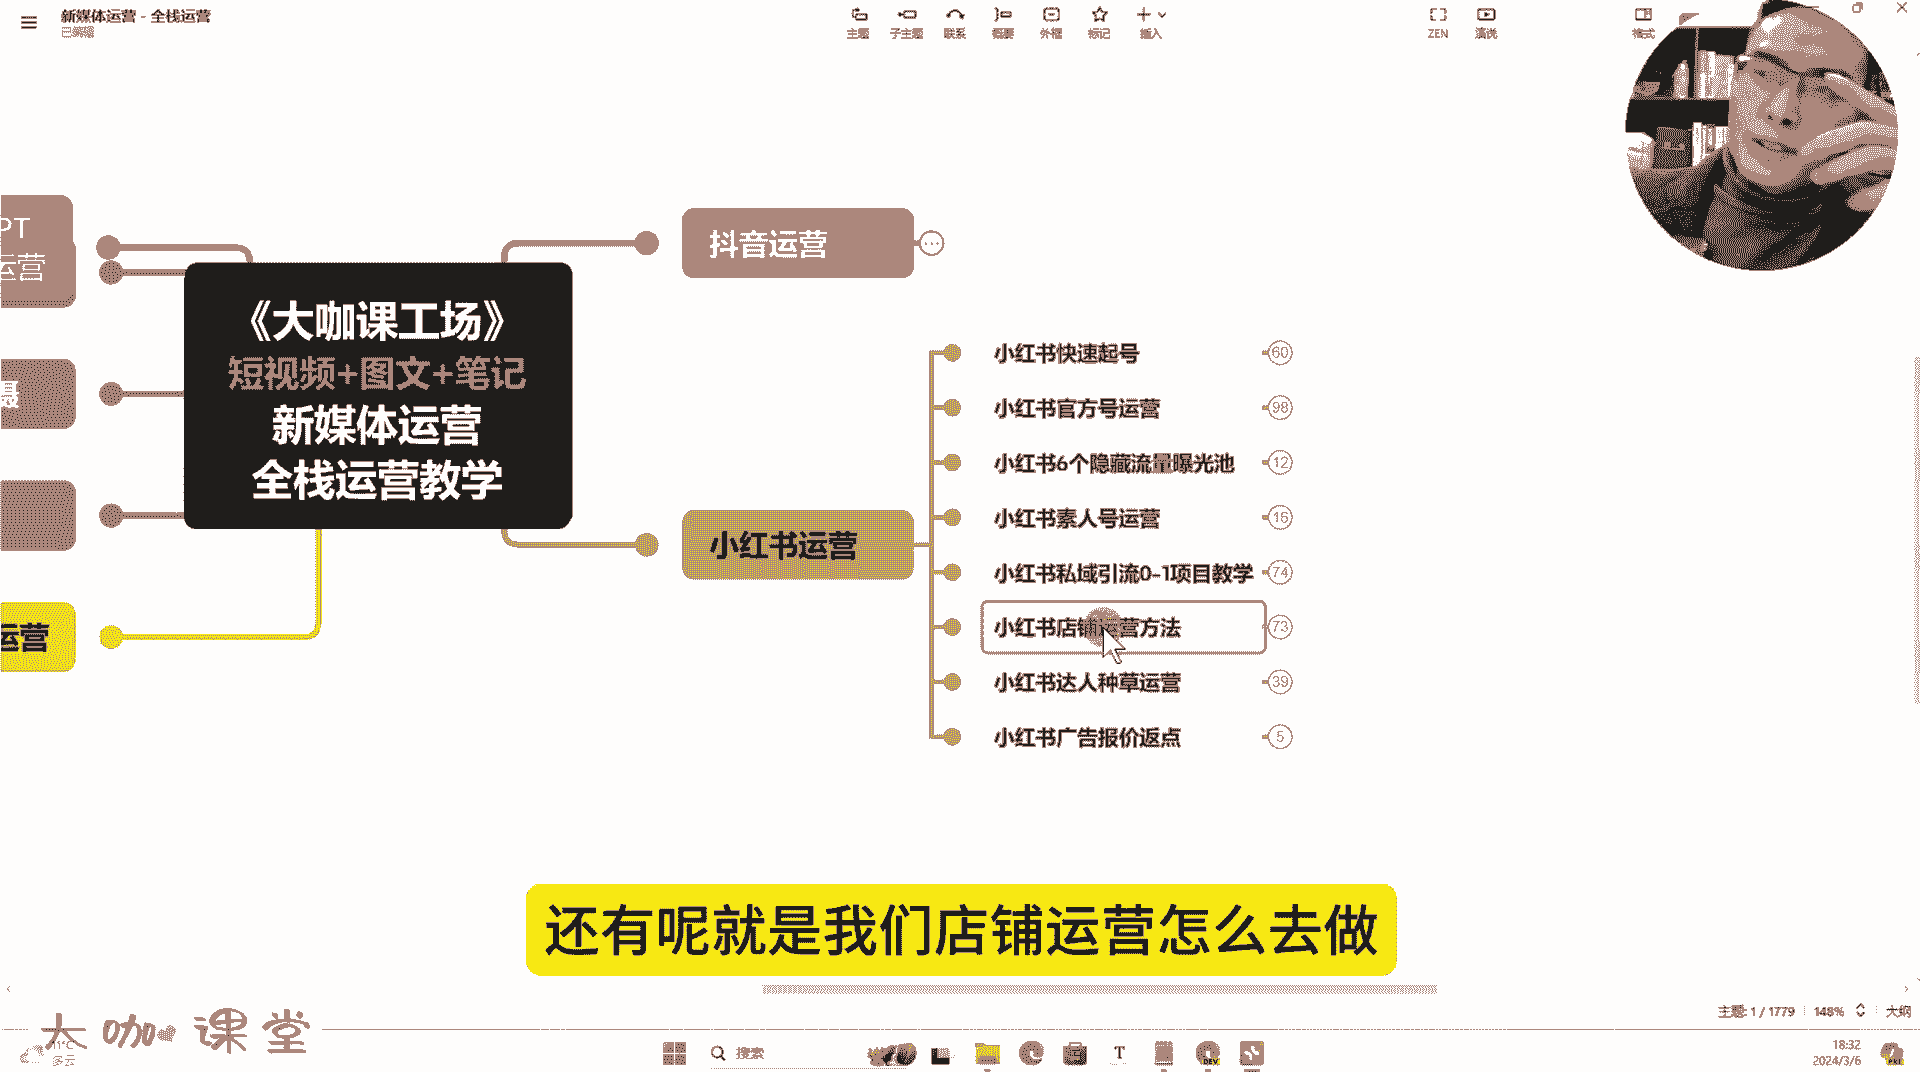 新媒体运营 - 全栈运营
已编辑
主题
子主题
联系
概要
外框
标记
插入
ZEN
演说
格式
PT
运营
摄
运营
《大咖课工场》
短视频+图文+笔记
新媒体运营
全栈运营教学
抖音运营
小红书运营
小红书快速起号
60
小红书官方号运营
98
小红书6个隐藏流量曝光池
12
小红书素人号运营
16
小红书私域引流0-1项目教学
74
小红书店铺运营方法
73
小红书达人种草运营
39
小红书广告报价返点
5
还有呢就是我们店铺运营怎么去做
主题: 1 / 1779
148%
大纲
大咖课堂
11°C
多云
搜索
T
DEV
18:32
2024/3/6